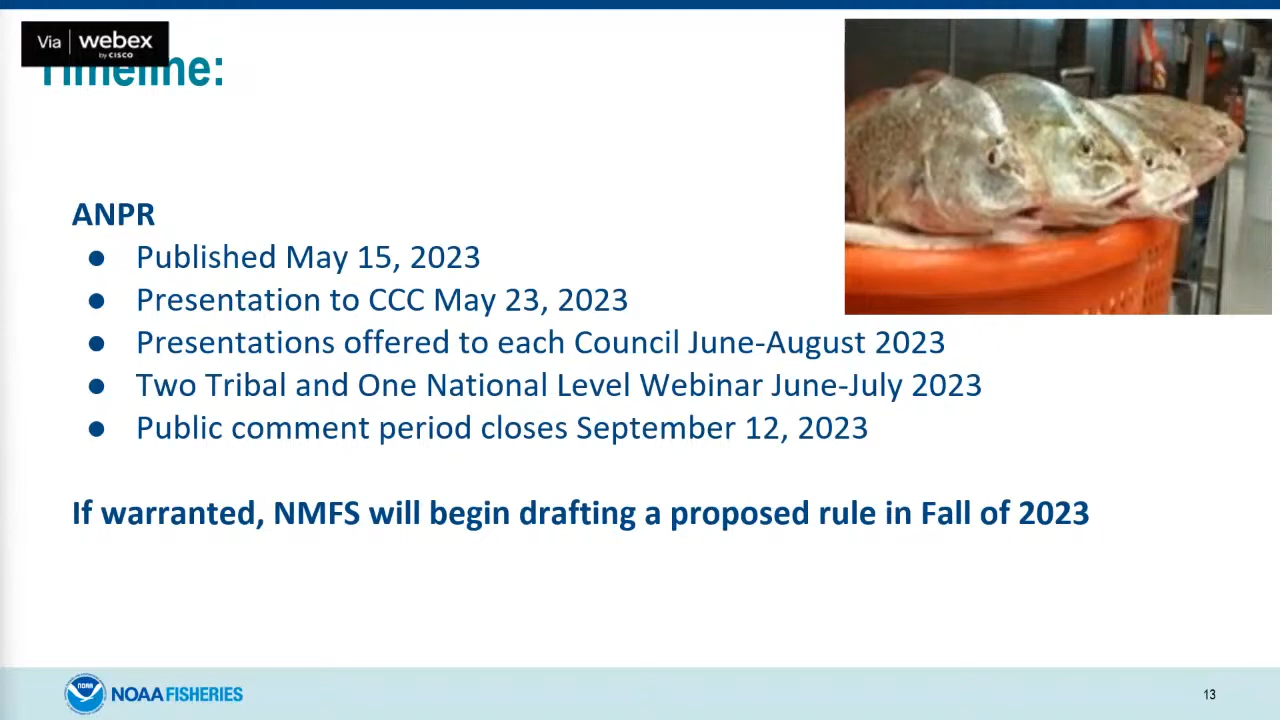 Via webex
by CISCO
Timeline:
ANPR
● Published May 15, 2023
● Presentation to CCC May 23, 2023
● Presentations offered to each Council June-August 2023
● Two Tribal and One National Level Webinar June-July 2023
● Public comment period closes September 12, 2023
If warranted, NMFS will begin drafting a proposed rule in Fall of 2023
NOAA
NOAA FISHERIES
13